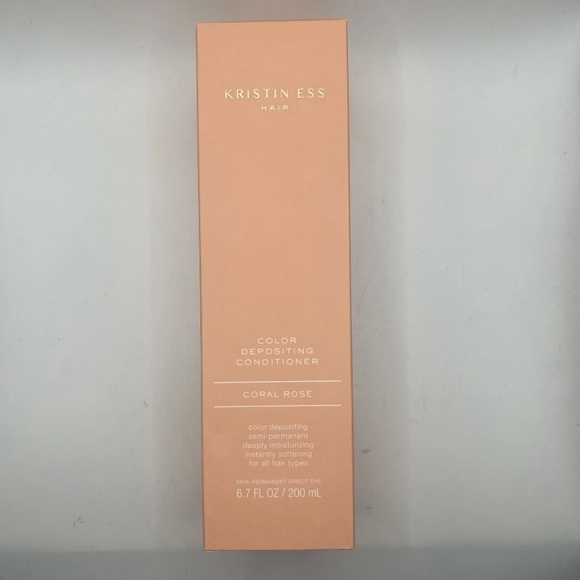 KRISTIN ESS
HAIR
COLOR
DEPOSITING
CONDITIONER
CORAL ROSE
color depositing
semi-permanent
deeply moisturizing
instantly softening
for all hair types
SEMI-PERMANENT DIRECT DYE
6.7 FL OZ / 200 mL